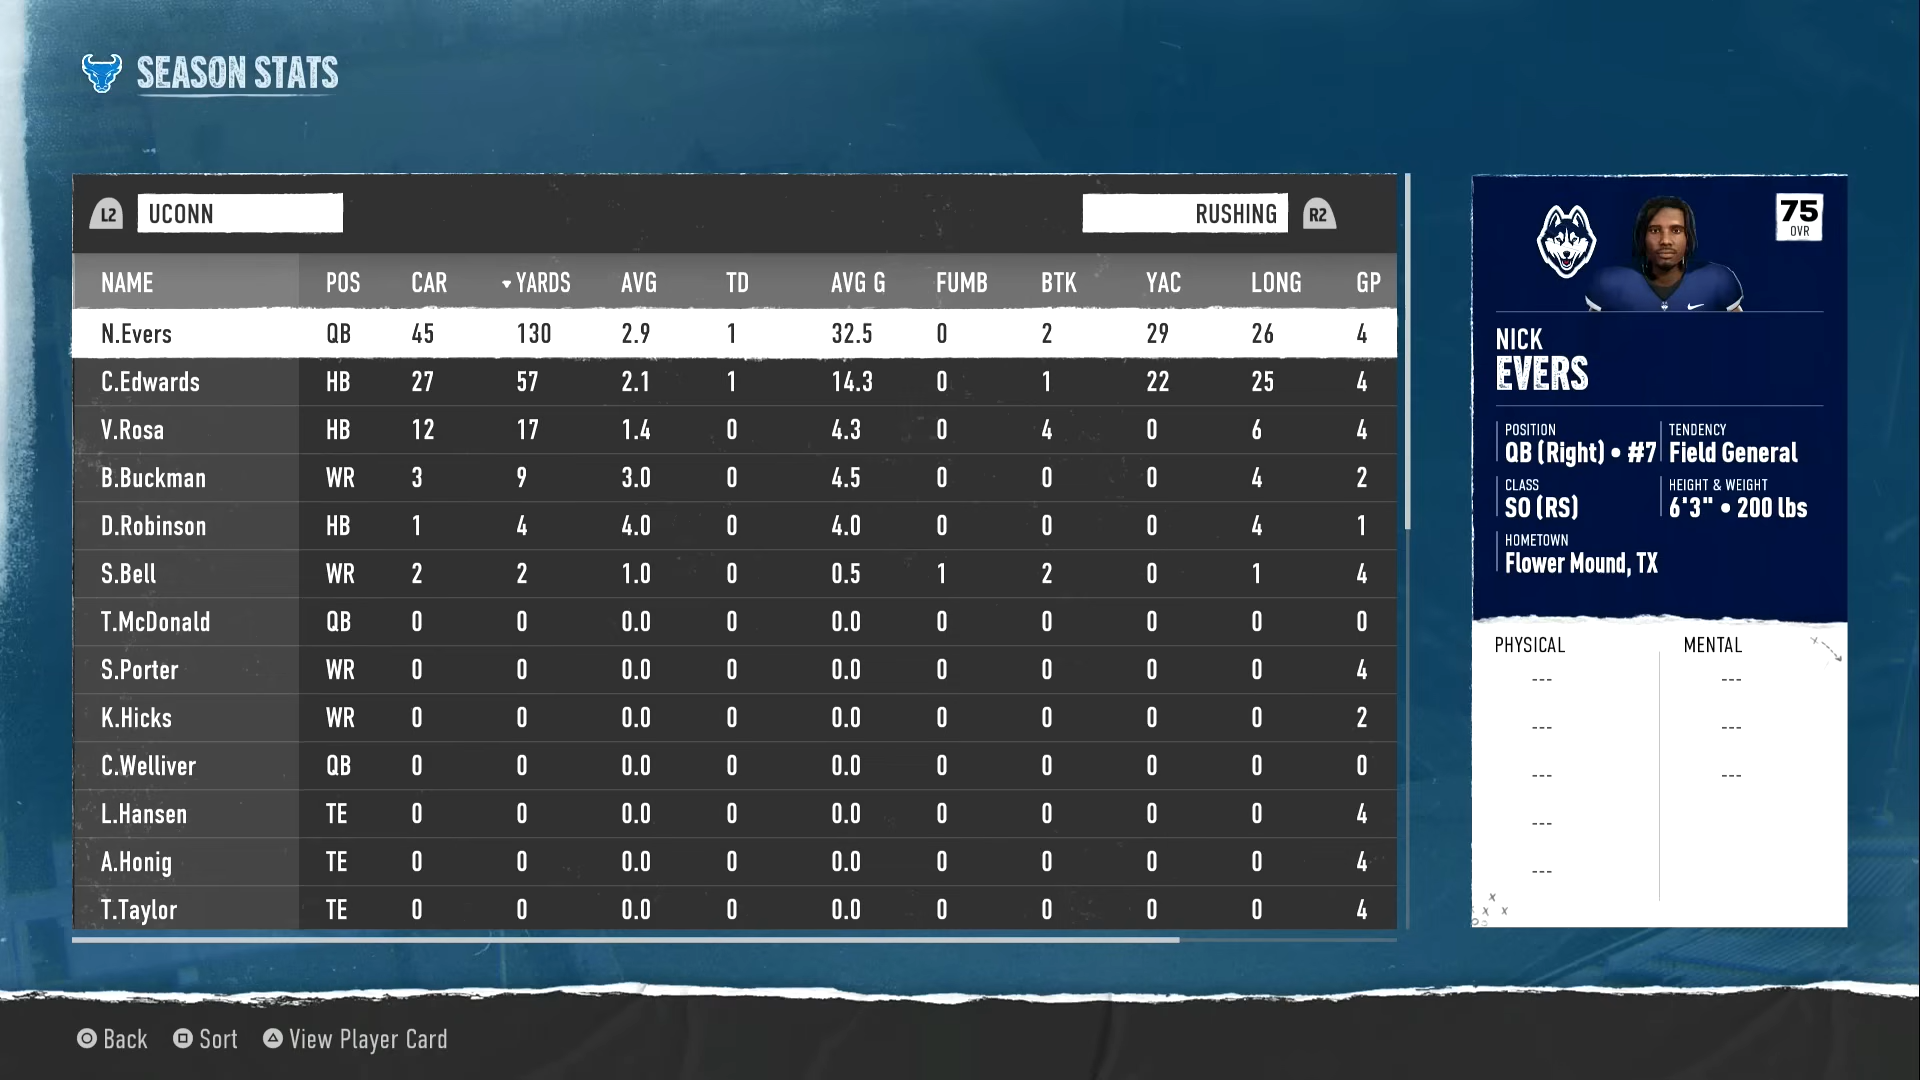 SEASON STATS
L2 UCONN RUSHING R2
NAME POS CAR YARDS AVG TD AVG G FUMB BTK YAC LONG GP
N.Evers QB 45 130 2.9 1 32.5 0 2 29 26 4
C.Edwards HB 27 57 2.1 1 14.3 0 1 22 25 4
V.Rosa HB 12 17 1.4 0 4.3 0 4 0 6 4
B.Buckman WR 3 9 3.0 0 4.5 0 0 0 4 2
D.Robinson HB 1 4 4.0 0 4.0 0 0 0 4 1
S.Bell WR 2 2 1.0 0 0.5 1 2 0 1 4
T.McDonald QB 0 0 0.0 0 0.0 0 0 0 0 0
S.Porter WR 0 0 0.0 0 0.0 0 0 0 0 4
K.Hicks WR 0 0 0.0 0 0.0 0 0 0 0 2
C.Welliver QB 0 0 0.0 0 0.0 0 0 0 0 0
L.Hansen TE 0 0 0.0 0 0.0 0 0 0 0 4
A.Honig TE 0 0 0.0 0 0.0 0 0 0 0 4
T.Taylor TE 0 0 0.0 0 0.0 0 0 0 0 4
75
OVR
NICK
EVERS
POSITION TENDENCY
QB (Right) • #7 Field General
CLASS HEIGHT & WEIGHT
SO (RS) 6'3" • 200 lbs
HOMETOWN
Flower Mound, TX
PHYSICAL MENTAL
--- ---
--- ---
--- ---
---
---
Back Sort View Player Card